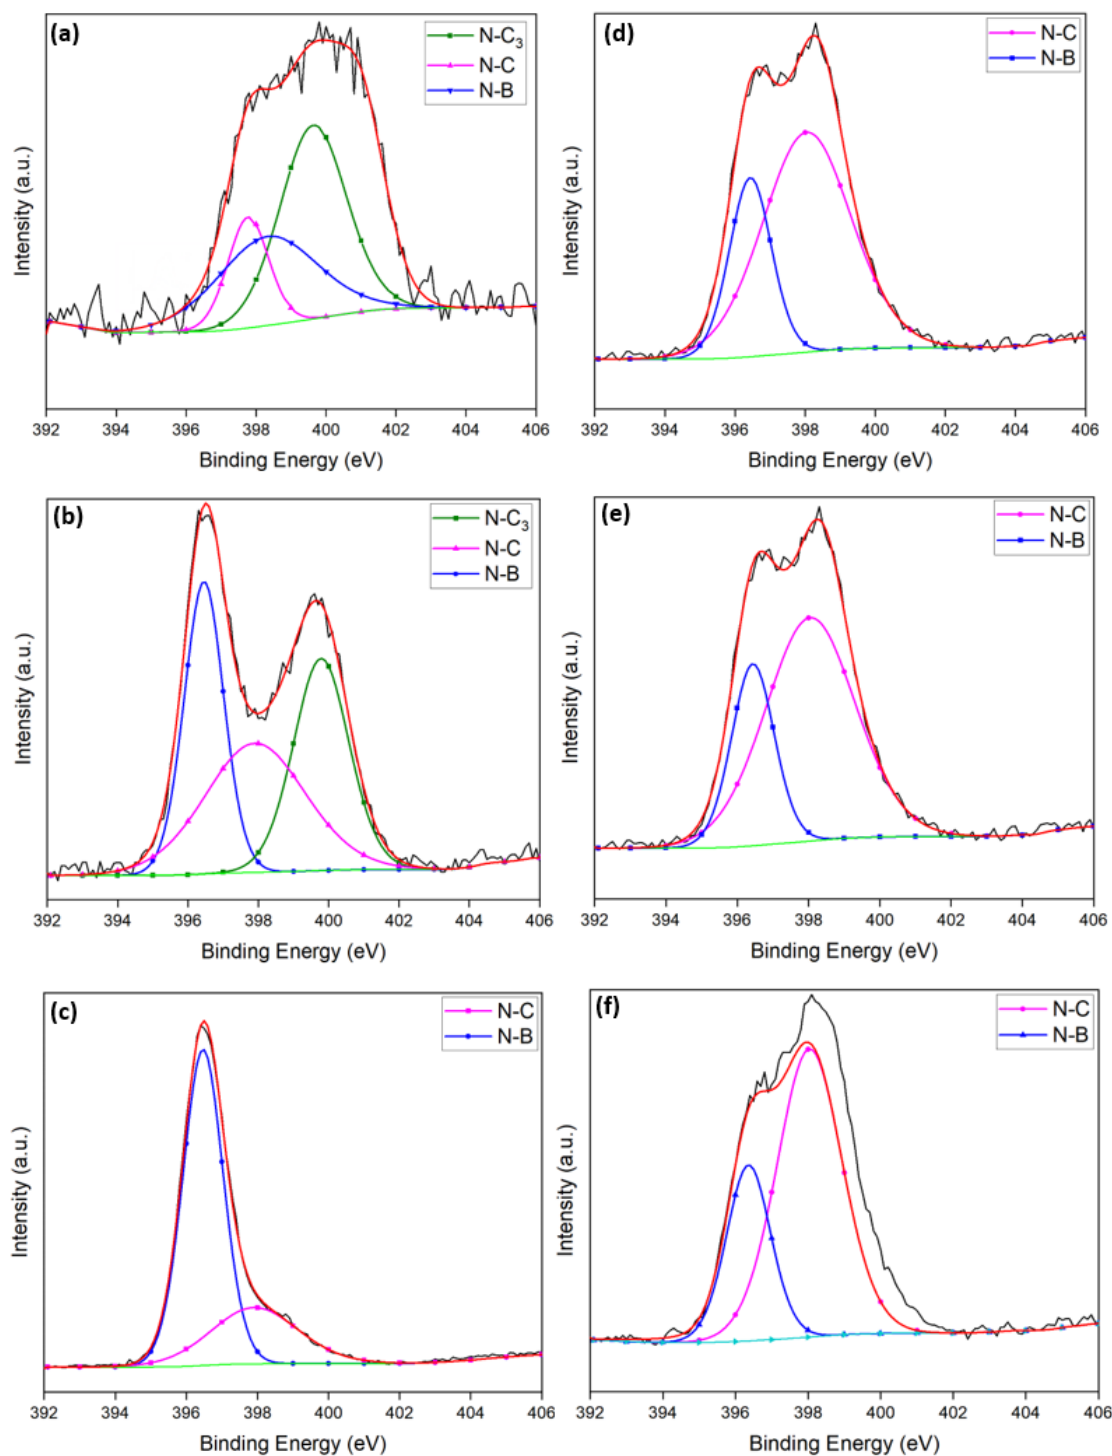 (a)
N-C₃
N-C
N-B
Intensity (a.u.)
392 394 396 398 400 402 404 406
Binding Energy (eV)
(d)
N-C
N-B
Intensity (a.u.)
392 394 396 398 400 402 404 406
Binding Energy (eV)
(b)
N-C₃
N-C
N-B
Intensity (a.u.)
392 394 396 398 400 402 404 406
Binding Energy (eV)
(e)
N-C
N-B
Intensity (a.u.)
392 394 396 398 400 402 404 406
Binding Energy (eV)
(c)
N-C
N-B
Intensity (a.u.)
392 394 396 398 400 402 404 406
Binding Energy (eV)
(f)
N-C
N-B
Intensity (a.u.)
392 394 396 398 400 402 404 406
Binding Energy (eV)